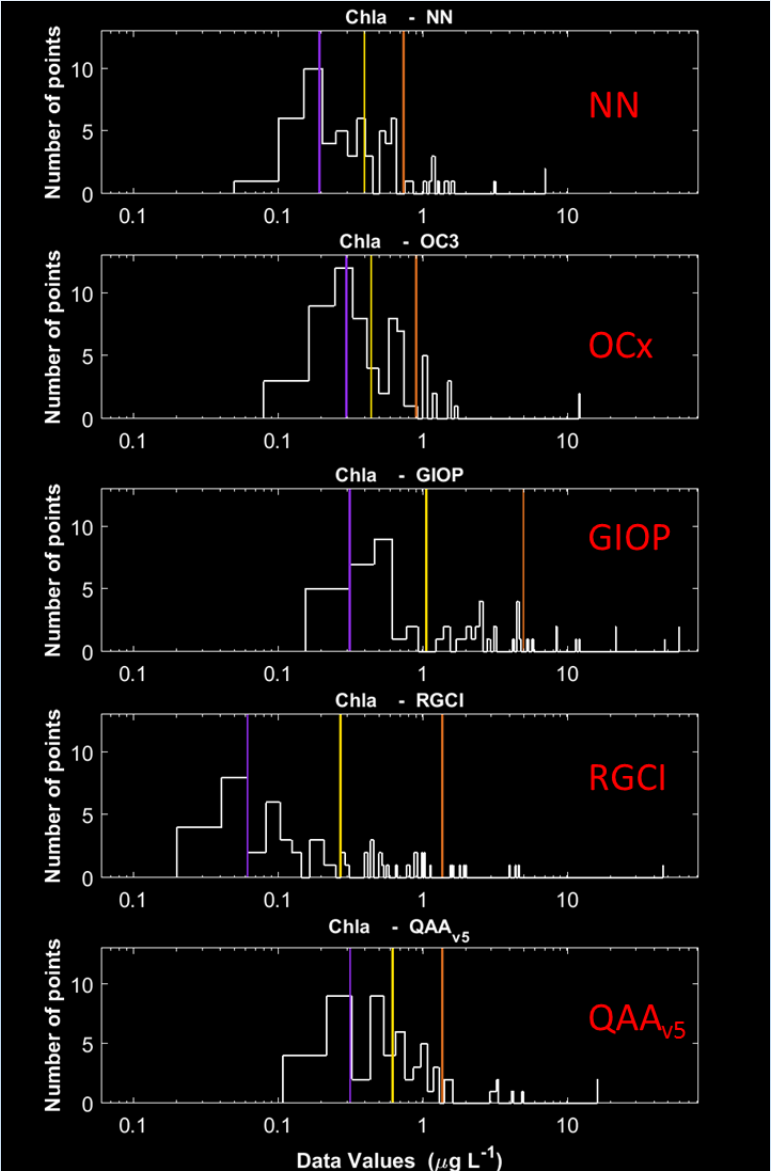 Chla - NN
Number of points
10
5
0
NN
0.1 0.1 1 10
Chla - OC3
Number of points
10
5
0
OCx
0.1 0.1 1 10
Chla - GIOP
Number of points
10
5
0
GIOP
0.1 0.1 1 10
Chla - RGCI
Number of points
10
5
0
RGCI
0.1 0.1 1 10
Chla - QAAv5
Number of points
10
5
0
QAAv5
0.1 0.1 1 10
Data Values (μg L⁻¹)